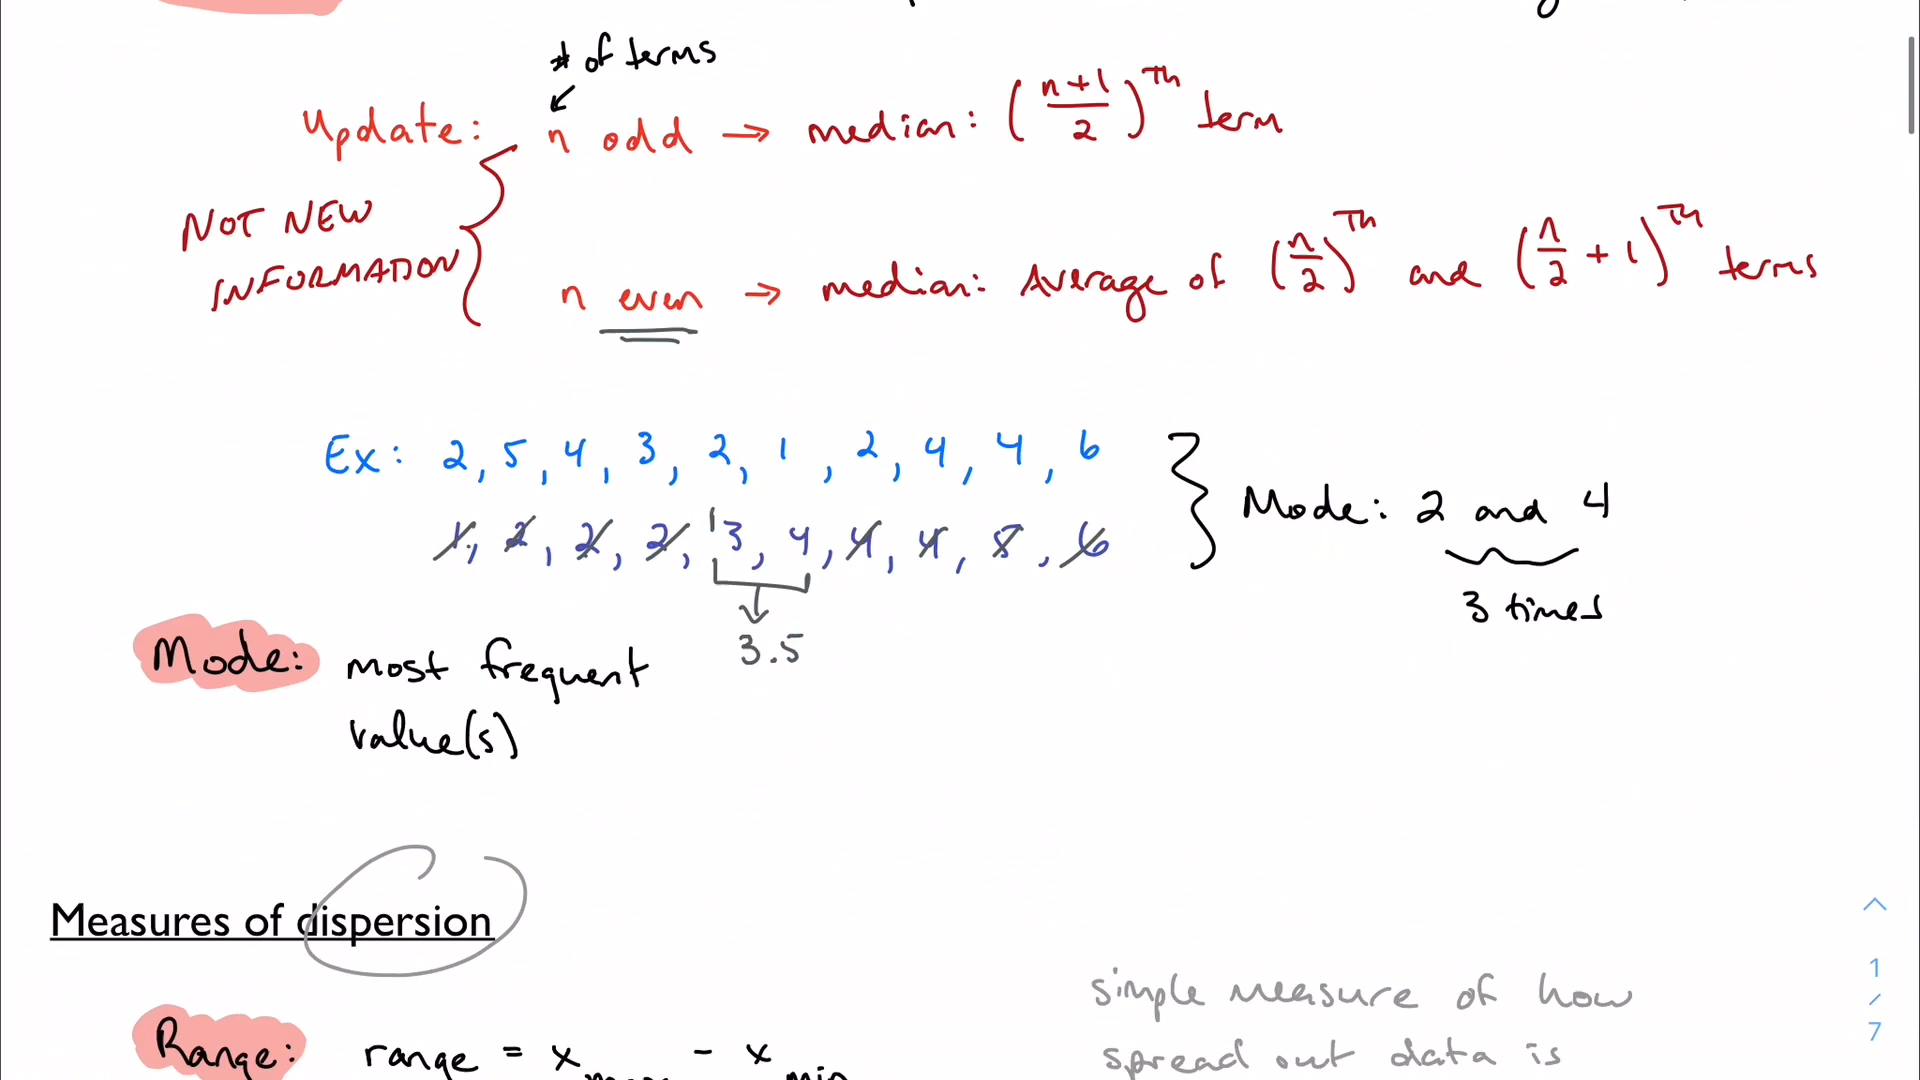 # of terms
Update: n odd → median: ((n+1)/2)^Th term
NOT NEW
INFORMATION
n even → median: Average of (n/2)^Th and (n/2 + 1)^Th terms
Ex: 2, 5, 4, 3, 2, 1, 2, 4, 4, 6
1, 2, 2, 2, 3, 4, 4, 4, 5, 6
3.5
Mode: 2 and 4
3 times
Mode: most frequent
value(s)
Measures of dispersion
Range: range = x max - x min
simple measure of how
spread out data is
1
/
7